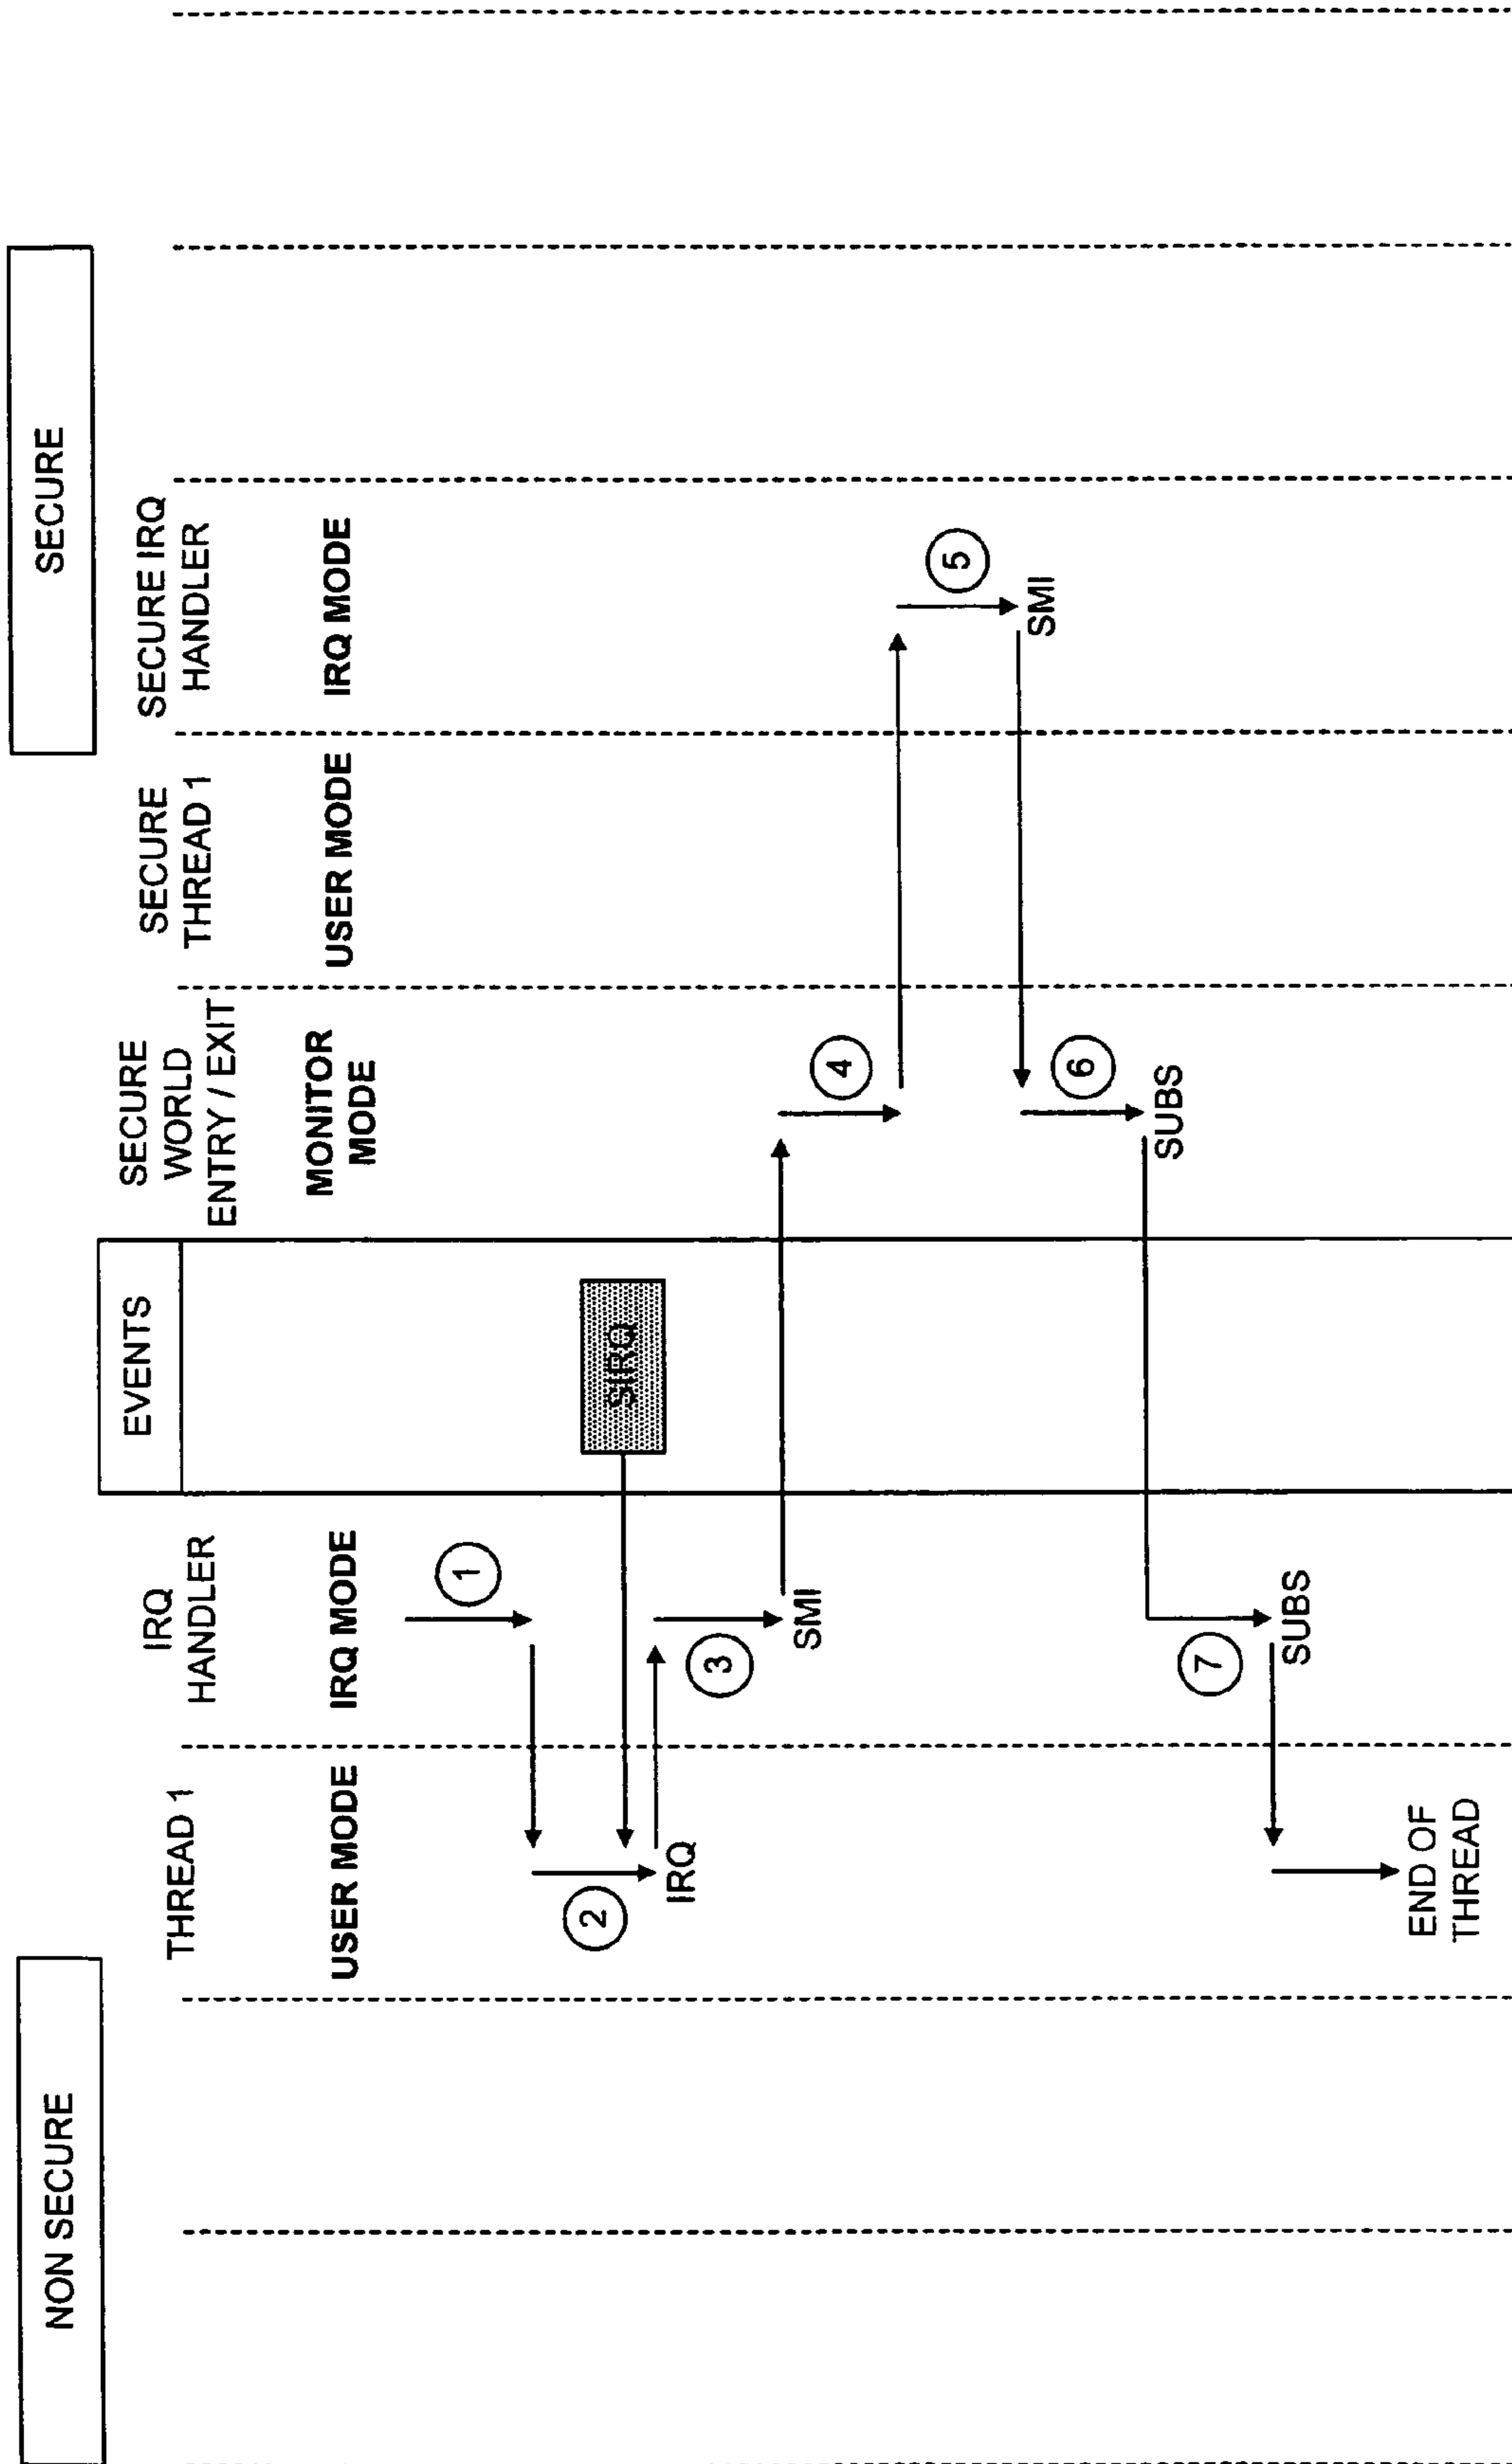 NON SECURE
SECURE
EVENTS
THREAD 1
IRQ
HANDLER
SECURE
WORLD
ENTRY / EXIT
SECURE
THREAD 1
SECURE IRQ
HANDLER
USER MODE
IRQ MODE
MONITOR
MODE
USER MODE
IRQ MODE
1
SIRQ
2
IRQ
3
SMI
4
5
SMI
6
SUBS
7
SUBS
END OF
THREAD